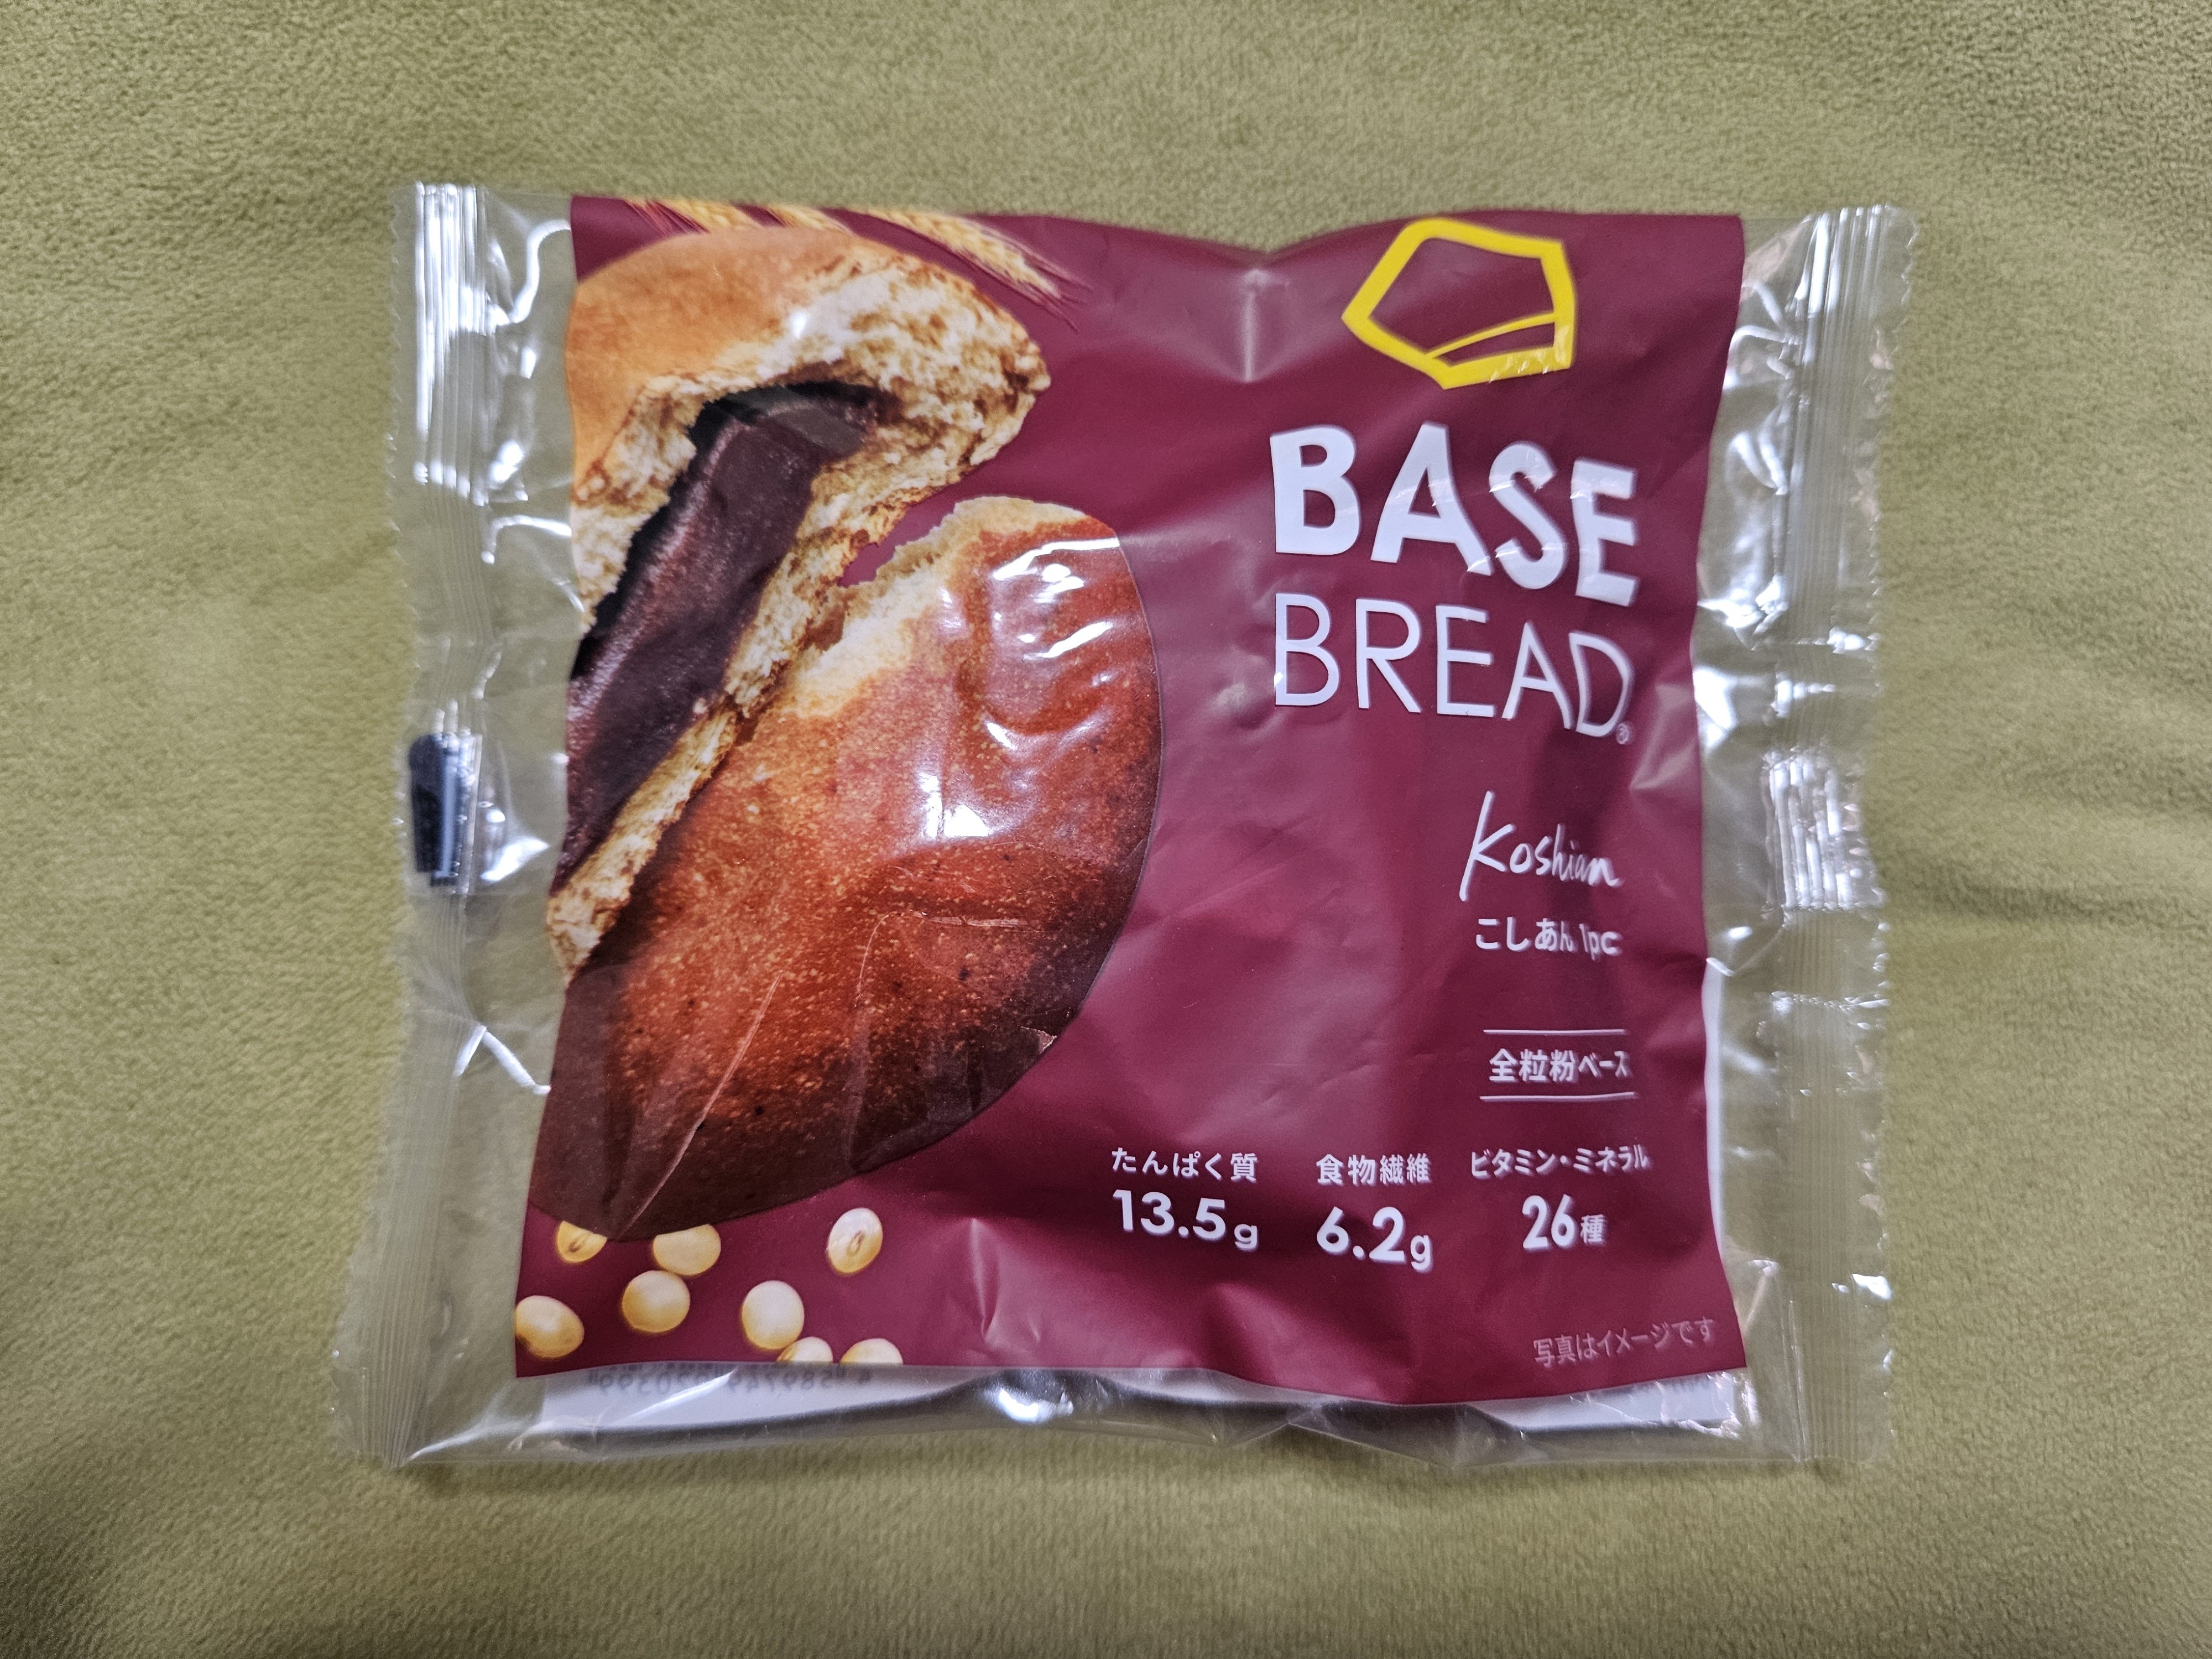 BASE
BREAD®
Koshian
こしあん 1pc
全粒粉ベース
たんぱく質
13.5g
食物繊維
6.2g
ビタミン・ミネラル
26種
写真はイメージです